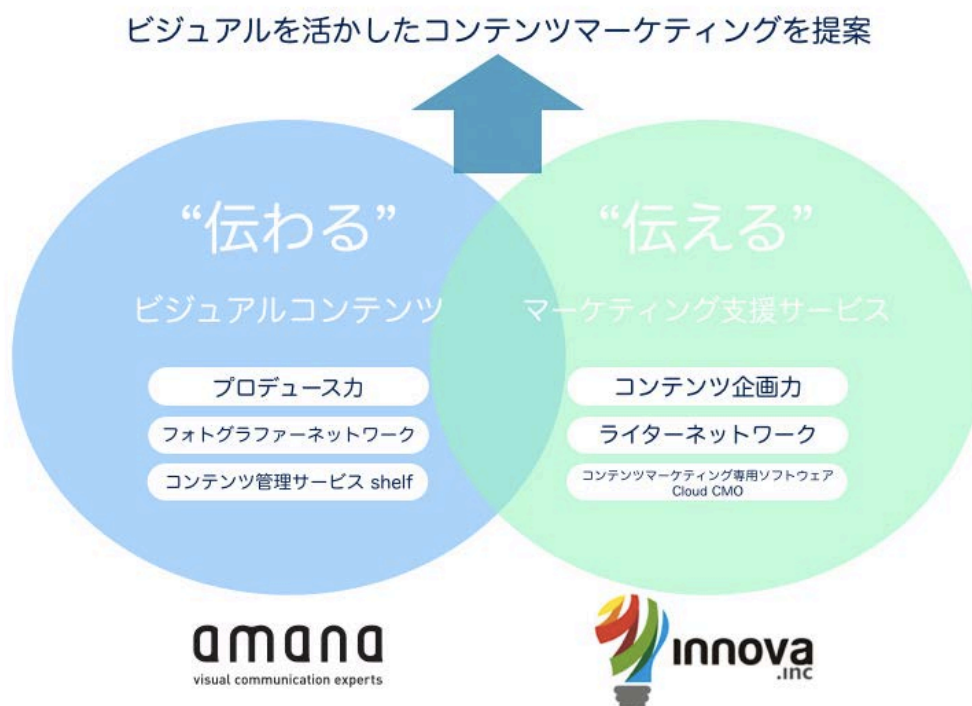 ビジュアルを活かしたコンテンツマーケティングを提案
“伝わる”
ビジュアルコンテンツ
プロデュース力
フォトグラファーネットワーク
コンテンツ管理サービス shelf
“伝える”
マーケティング支援サービス
コンテンツ企画力
ライターネットワーク
コンテンツマーケティング専用ソフトウェア
Cloud CMO
amana
visual communication experts
innova
.inc